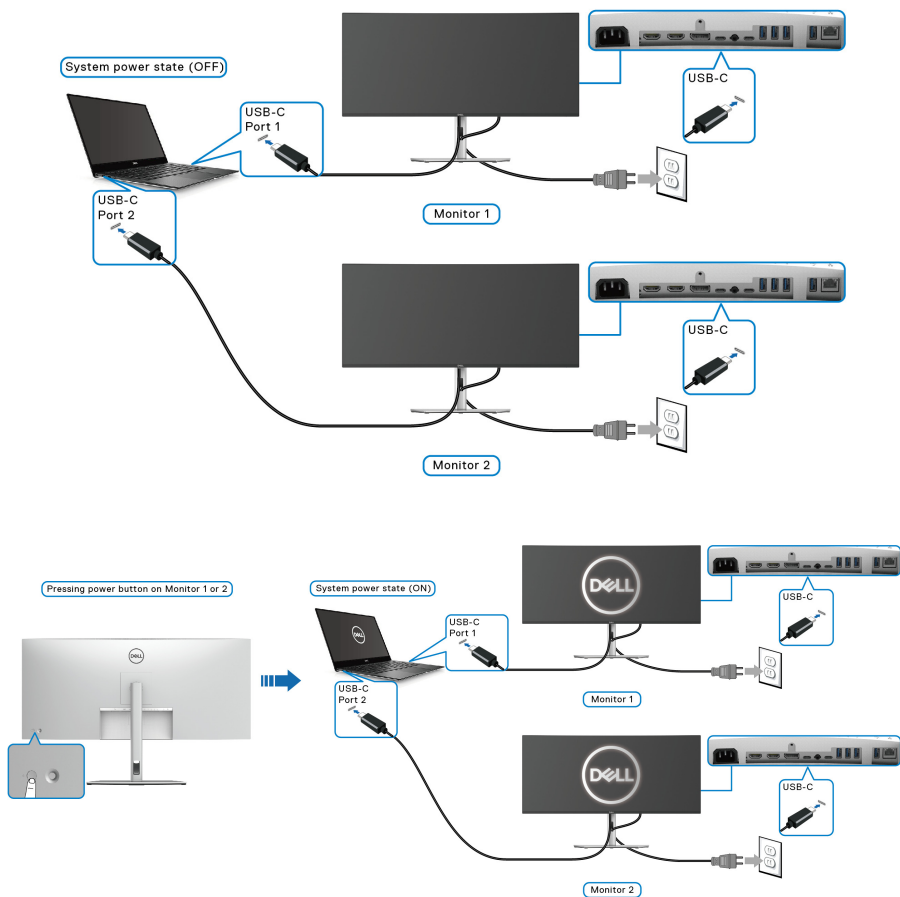 System power state (OFF)
USB-C
Port 1
USB-C
USB-C
Port 2
Monitor 1
USB-C
Monitor 2
Pressing power button on Monitor 1 or 2
System power state (ON)
DELL
USB-C
USB-C
Port 1
DELL
DELL
USB-C
Port 2
Monitor 1
DELL
USB-C
Monitor 2